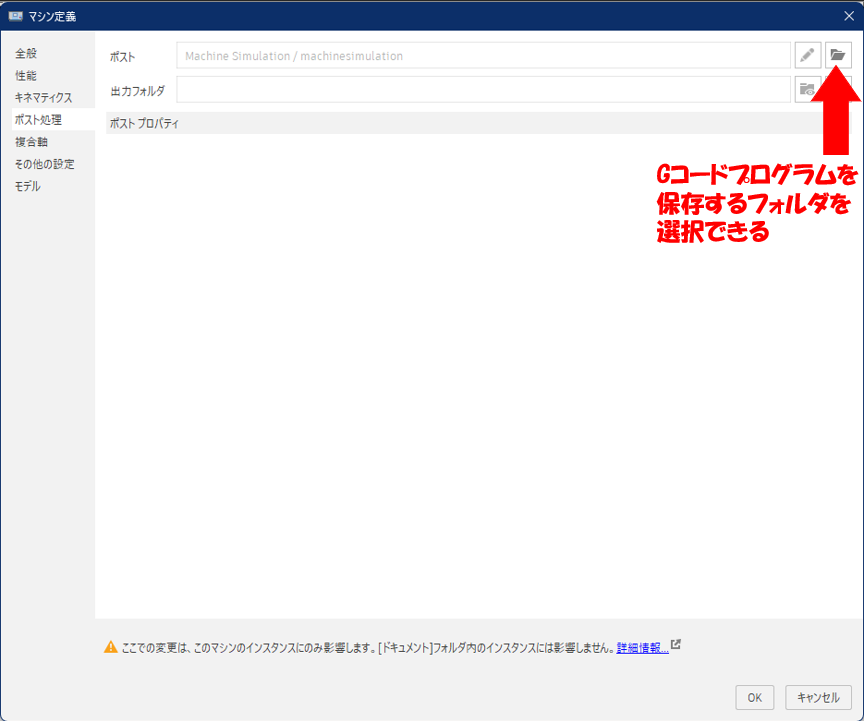 マシン定義
全般
性能
キネマティクス
ポスト処理
複合軸
その他の設定
モデル
ポスト
Machine Simulation / machinesimulation
出力フォルダ
ポスト プロパティ
Gコードプログラムを
保存するフォルダを
選択できる
ここでの変更は、このマシンのインスタンスにのみ影響します。[ドキュメント]フォルダ内のインスタンスには影響しません。詳細情報...
OK
キャンセル